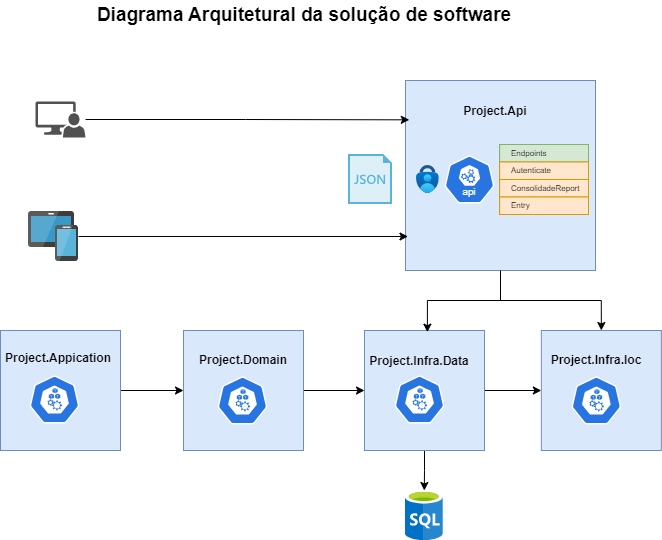 Diagrama Arquitetural da solução de software
Project.Api
JSON
api
Endpoints
Autenticate
ConsolidadeReport
Entry
Project.Appication
Project.Domain
Project.Infra.Data
Project.Infra.Ioc
SQL